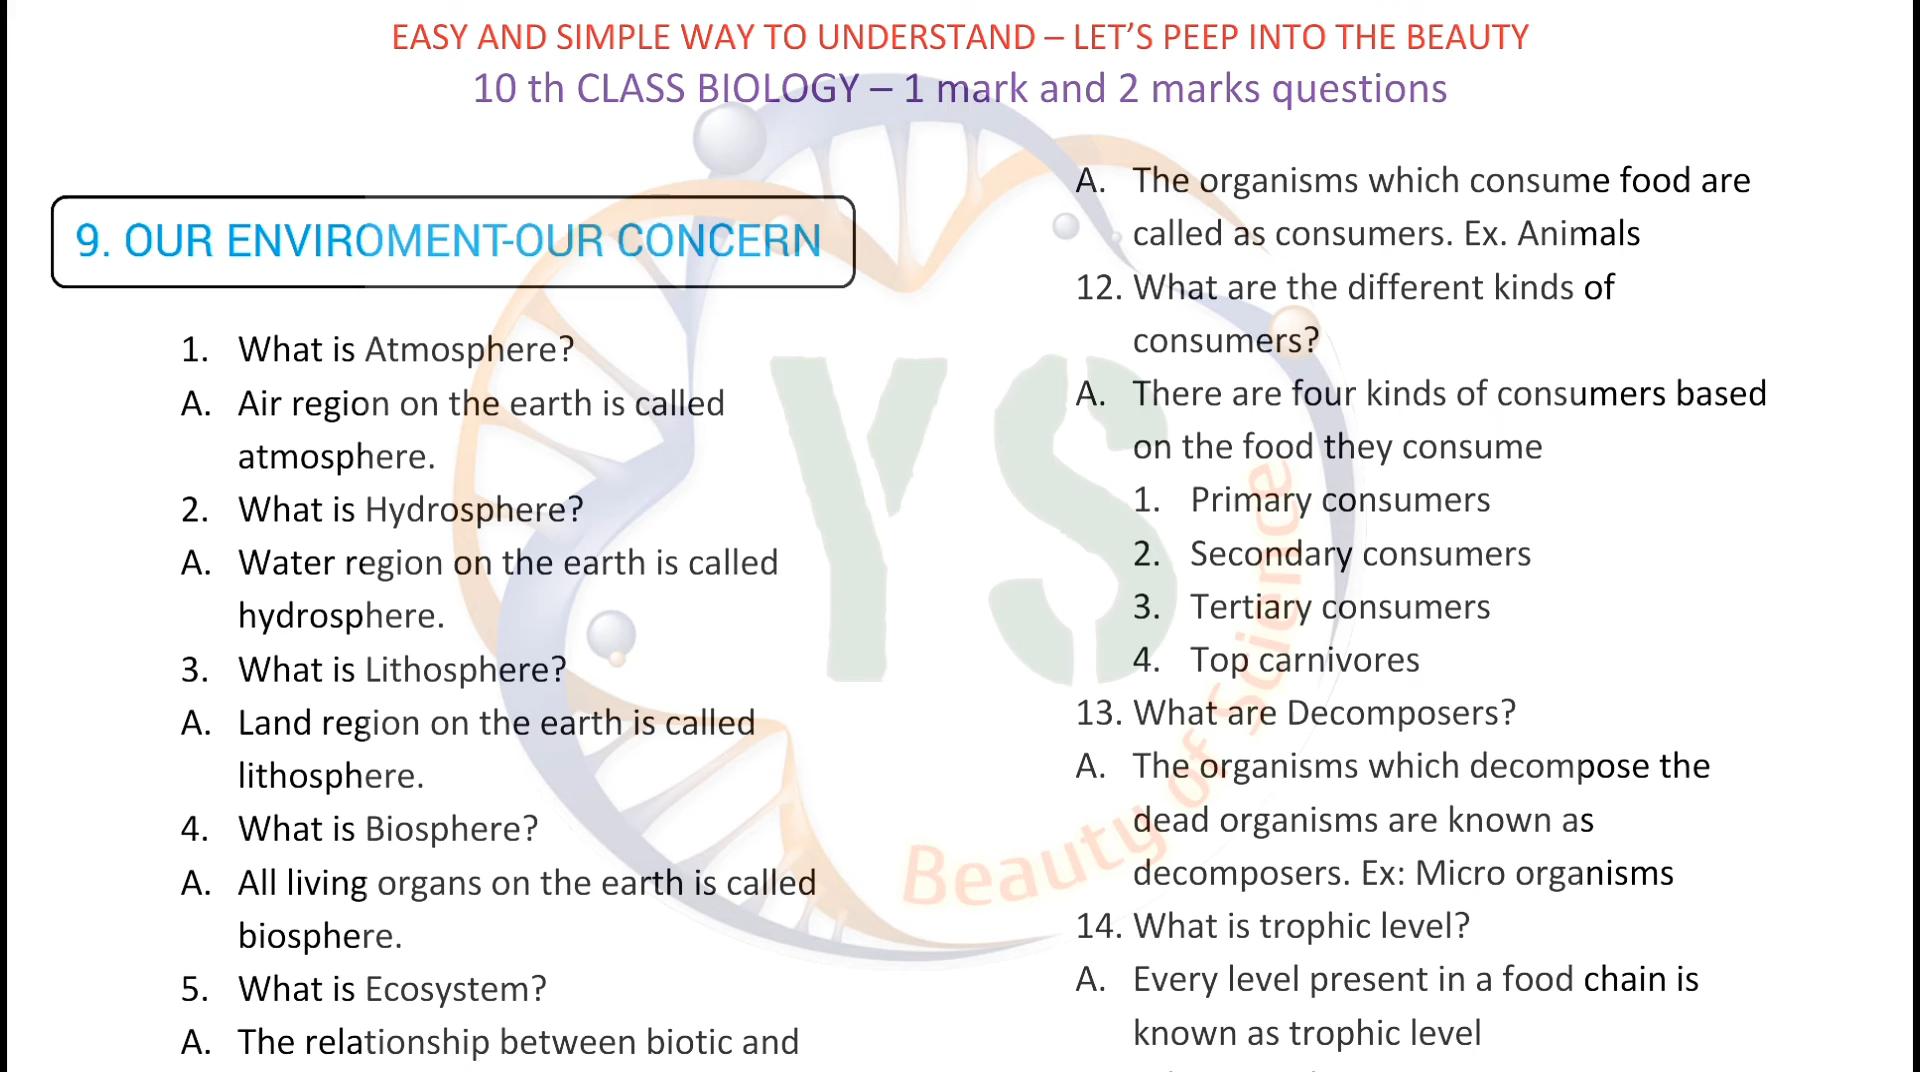 EASY AND SIMPLE WAY TO UNDERSTAND – LET’S PEEP INTO THE BEAUTY
10 th CLASS BIOLOGY – 1 mark and 2 marks questions
9. OUR ENVIROMENT-OUR CONCERN
1. What is Atmosphere?
A. Air region on the earth is called
atmosphere.
2. What is Hydrosphere?
A. Water region on the earth is called
hydrosphere.
3. What is Lithosphere?
A. Land region on the earth is called
lithosphere.
4. What is Biosphere?
A. All living organs on the earth is called
biosphere.
5. What is Ecosystem?
A. The relationship between biotic and
A. The organisms which consume food are
called as consumers. Ex. Animals
12. What are the different kinds of
consumers?
A. There are four kinds of consumers based
on the food they consume
1. Primary consumers
2. Secondary consumers
3. Tertiary consumers
4. Top carnivores
13. What are Decomposers?
A. The organisms which decompose the
dead organisms are known as
decomposers. Ex: Micro organisms
14. What is trophic level?
A. Every level present in a food chain is
known as trophic level
YS
Beauty of Science